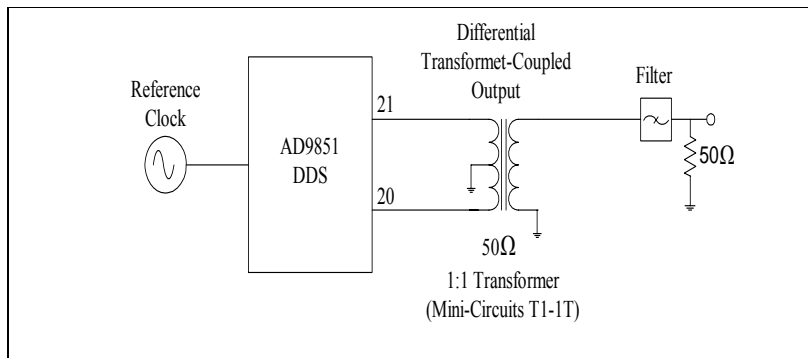 Differential
Transformet-Coupled
Output
Filter
Reference
Clock
21
AD9851
DDS
20
50Ω
50Ω
1:1 Transformer
(Mini-Circuits T1-1T)